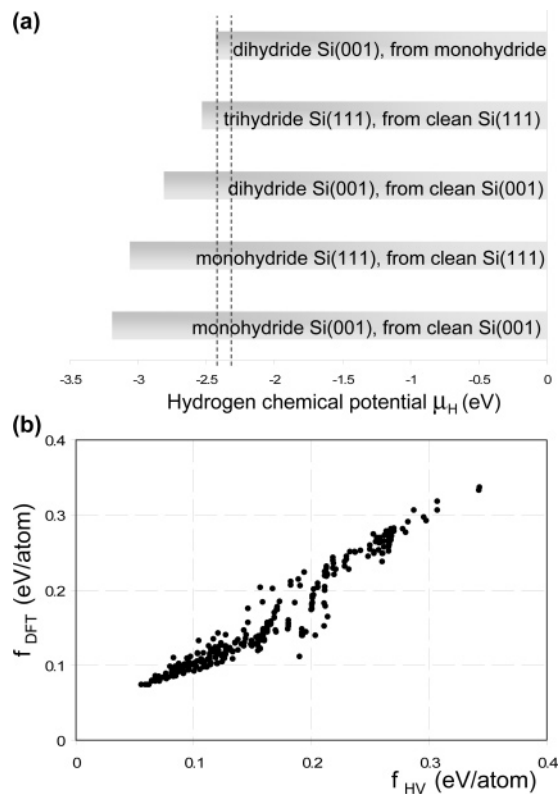 (a)
dihydride Si(001), from monohydride
trihydride Si(111), from clean Si(111)
dihydride Si(001), from clean Si(001)
monohydride Si(111), from clean Si(111)
monohydride Si(001), from clean Si(001)
-3.5 -3 -2.5 -2 -1.5 -1 -0.5 0
Hydrogen chemical potential μH (eV)
(b)
0.4
0.3
0.2
0.1
0
f DFT (eV/atom)
0 0.1 0.2 0.3 0.4
f HV (eV/atom)